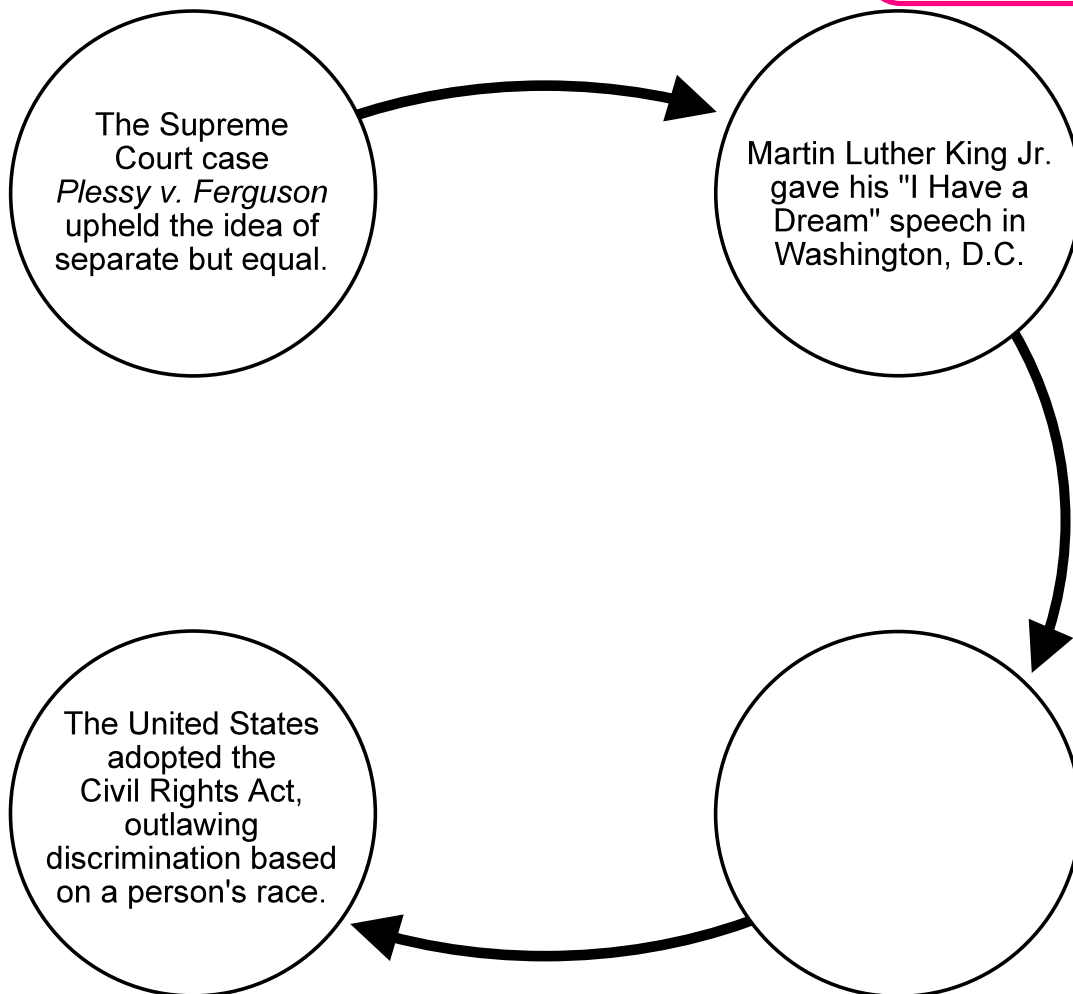 The Supreme
Court case
Plessy v. Ferguson
upheld the idea of
separate but equal.
Martin Luther King Jr.
gave his "I Have a
Dream" speech in
Washington, D.C.
The United States
adopted the
Civil Rights Act,
outlawing
discrimination based
on a person's race.